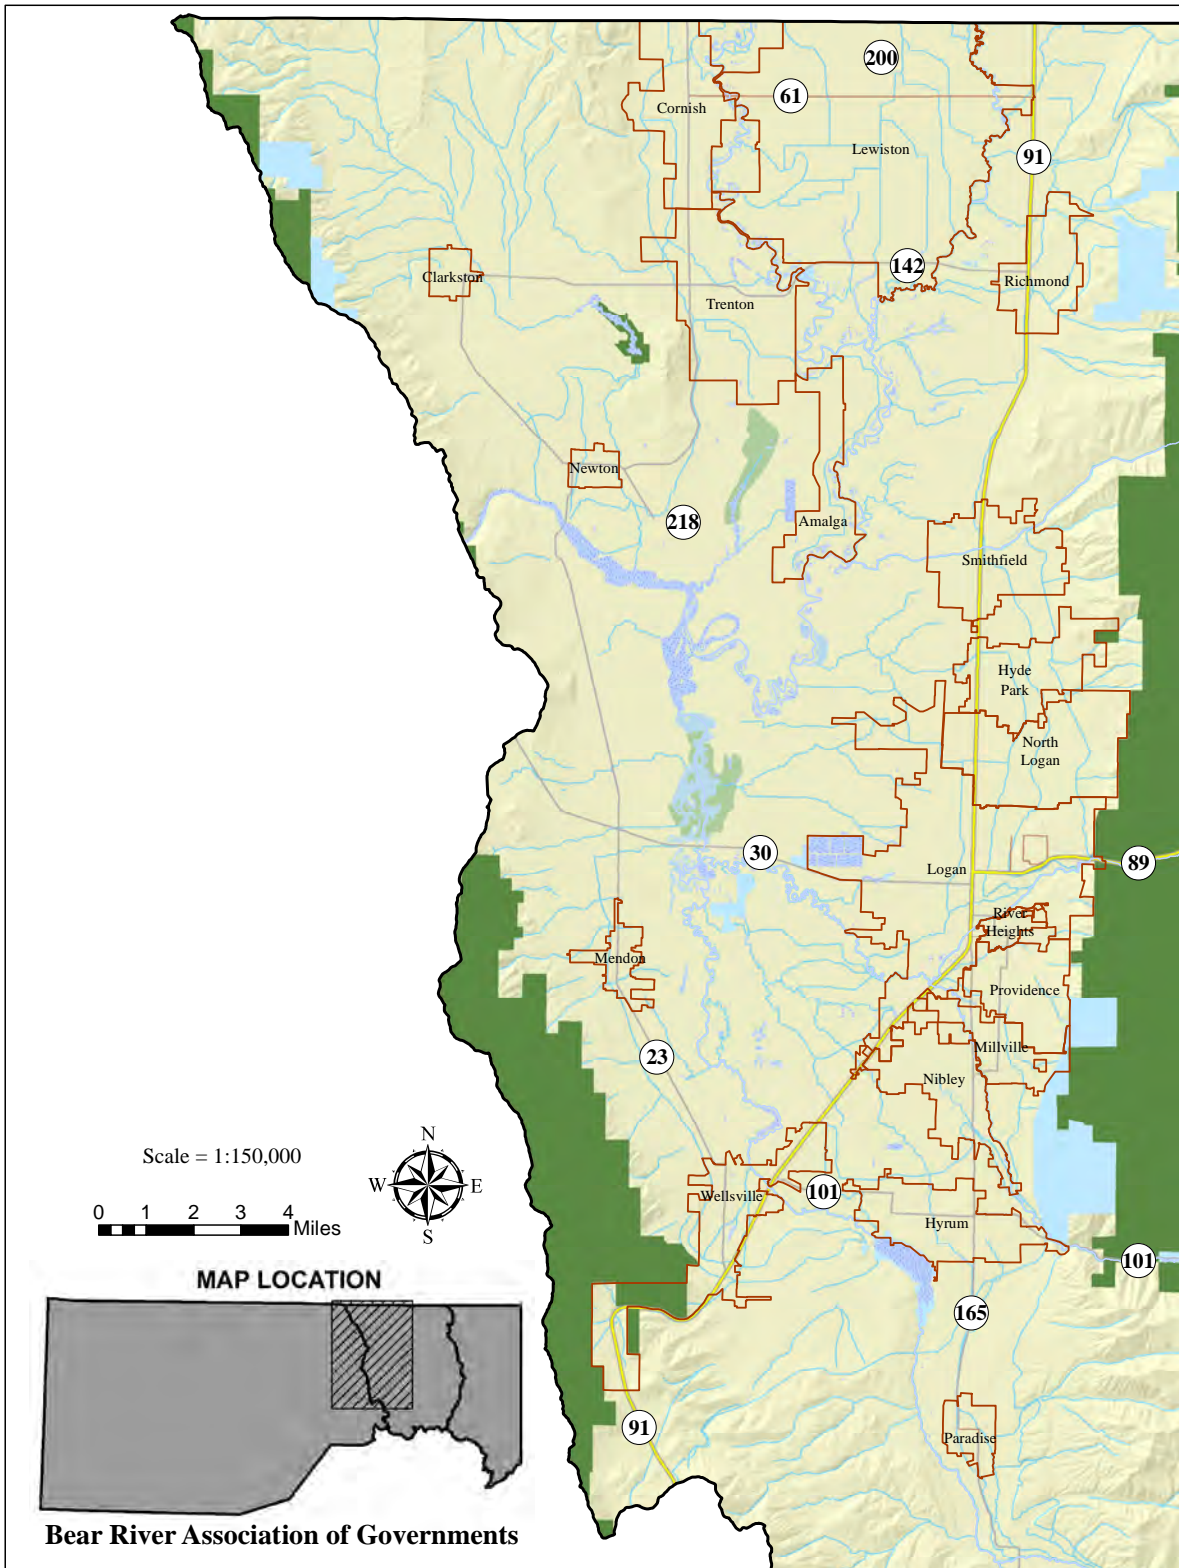 200
61
Cornish
Lewiston
91
142
Clarkston
Richmond
Trenton
Newton
218
Amalga
Smithfield
Hyde
Park
North
Logan
30
Logan
89
River
Heights
Mendon
Providence
23
Millville
Nibley
Scale = 1:150,000
N
W
E
S
0 1 2 3 4
Miles
Wellsville
101
Hyrum
101
MAP LOCATION
165
91
Paradise
Bear River Association of Governments